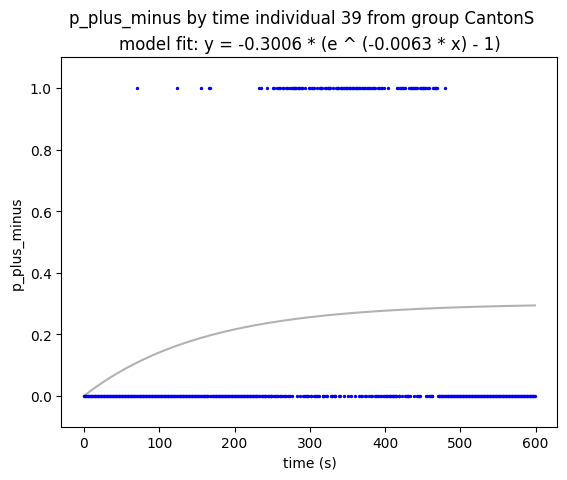 p_plus_minus by time individual 39 from group CantonS
model fit: y = -0.3006 * (e ^ (-0.0063 * x) - 1)
1.0
0.8
0.6
0.4
0.2
0.0
p_plus_minus
0 100 200 300 400 500 600
time (s)